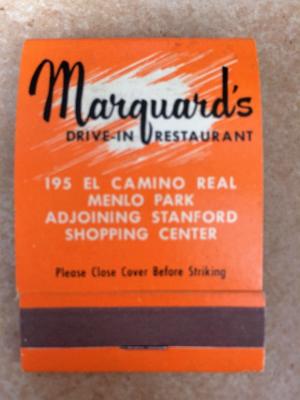 Marquard's
DRIVE-IN RESTAURANT
195 EL CAMINO REAL
MENLO PARK
ADJOINING STANFORD
SHOPPING CENTER
Please Close Cover Before Striking